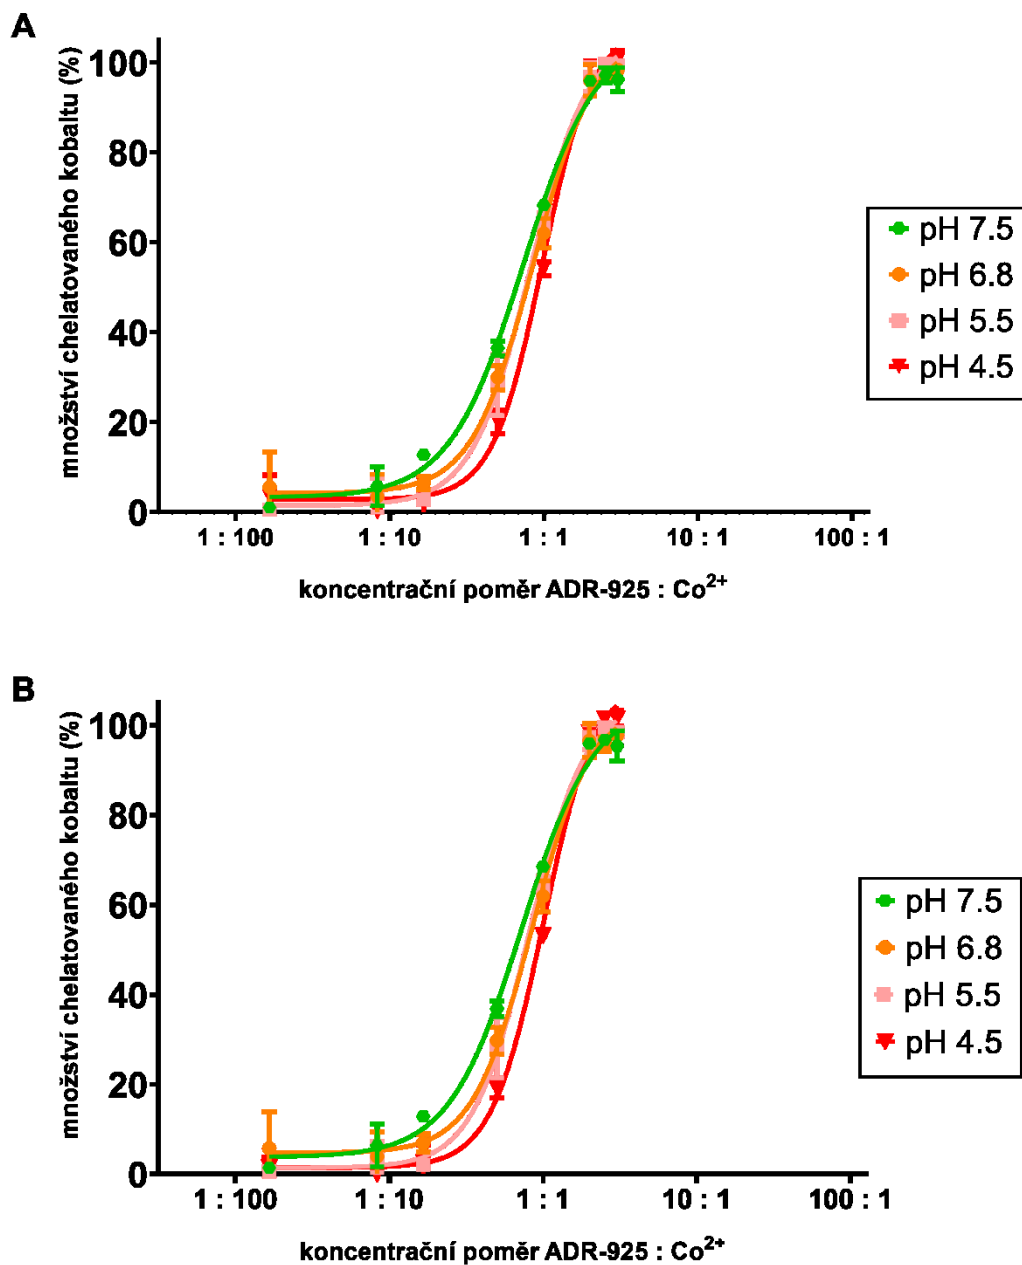 A
množství chelatovaného kobaltu (%)
100
80
60
40
20
0
1 : 100
1 : 10
1 : 1
10 : 1
100 : 1
koncentrační poměr ADR-925 : Co²⁺
pH 7.5
pH 6.8
pH 5.5
pH 4.5
B
množství chelatovaného kobaltu (%)
100
80
60
40
20
0
1 : 100
1 : 10
1 : 1
10 : 1
100 : 1
koncentrační poměr ADR-925 : Co²⁺
pH 7.5
pH 6.8
pH 5.5
pH 4.5